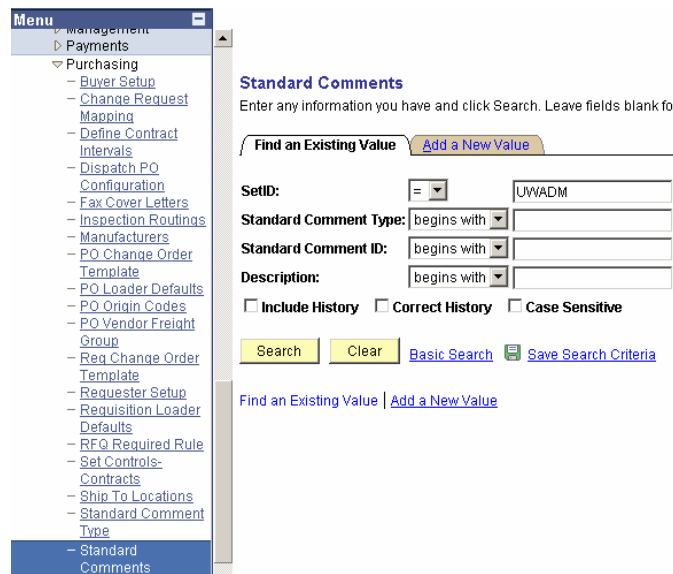 Menu
Management
Payments
Purchasing
– Buyer Setup
– Change Request
Mapping
– Define Contract
Intervals
– Dispatch PO
Configuration
– Fax Cover Letters
– Inspection Routings
– Manufacturers
– PO Change Order
Template
– PO Loader Defaults
– PO Origin Codes
– PO Vendor Freight
Group
– Req Change Order
Template
– Requester Setup
– Requisition Loader
Defaults
– RFQ Required Rule
– Set Controls-
Contracts
– Ship To Locations
– Standard Comment
Type
– Standard
Comments
Standard Comments
Enter any information you have and click Search. Leave fields blank fo
Find an Existing Value Add a New Value
SetID: = UWADM
Standard Comment Type: begins with
Standard Comment ID: begins with
Description: begins with
Include History Correct History Case Sensitive
Search Clear Basic Search Save Search Criteria
Find an Existing Value | Add a New Value